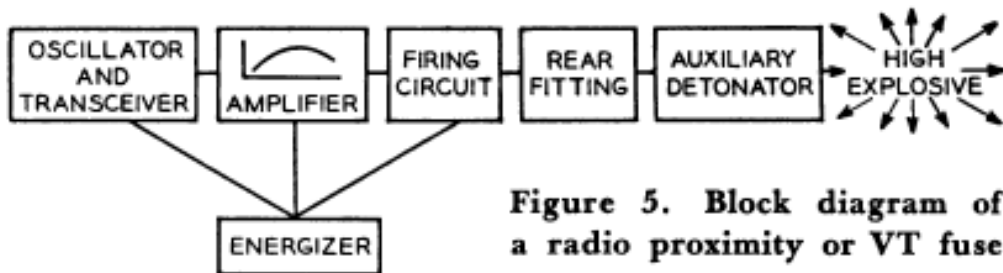 OSCILLATOR
AND
TRANSCEIVER
AMPLIFIER
FIRING
CIRCUIT
REAR
FITTING
AUXILIARY
DETONATOR
HIGH
EXPLOSIVE
ENERGIZER
Figure 5. Block diagram of
a radio proximity or VT fuse